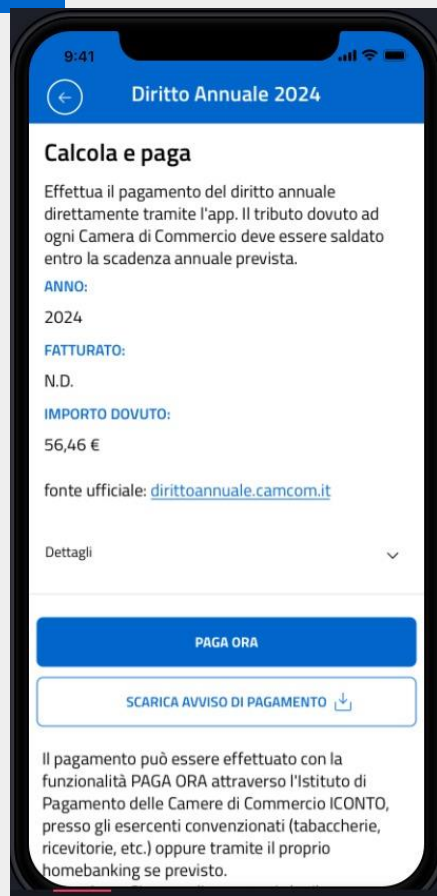 9:41
Diritto Annuale 2024
Calcola e paga
Effettua il pagamento del diritto annuale
direttamente tramite l'app. Il tributo dovuto ad
ogni Camera di Commercio deve essere saldato
entro la scadenza annuale prevista.
ANNO:
2024
FATTURATO:
N.D.
IMPORTO DOVUTO:
56,46 €
fonte ufficiale: dirittoannuale.camcom.it
Dettagli
PAGA ORA
SCARICA AVVISO DI PAGAMENTO
Il pagamento può essere effettuato con la
funzionalità PAGA ORA attraverso l'Istituto di
Pagamento delle Camere di Commercio ICONTO,
presso gli esercenti convenzionati (tabaccherie,
ricevitorie, etc.) oppure tramite il proprio
homebanking se previsto.